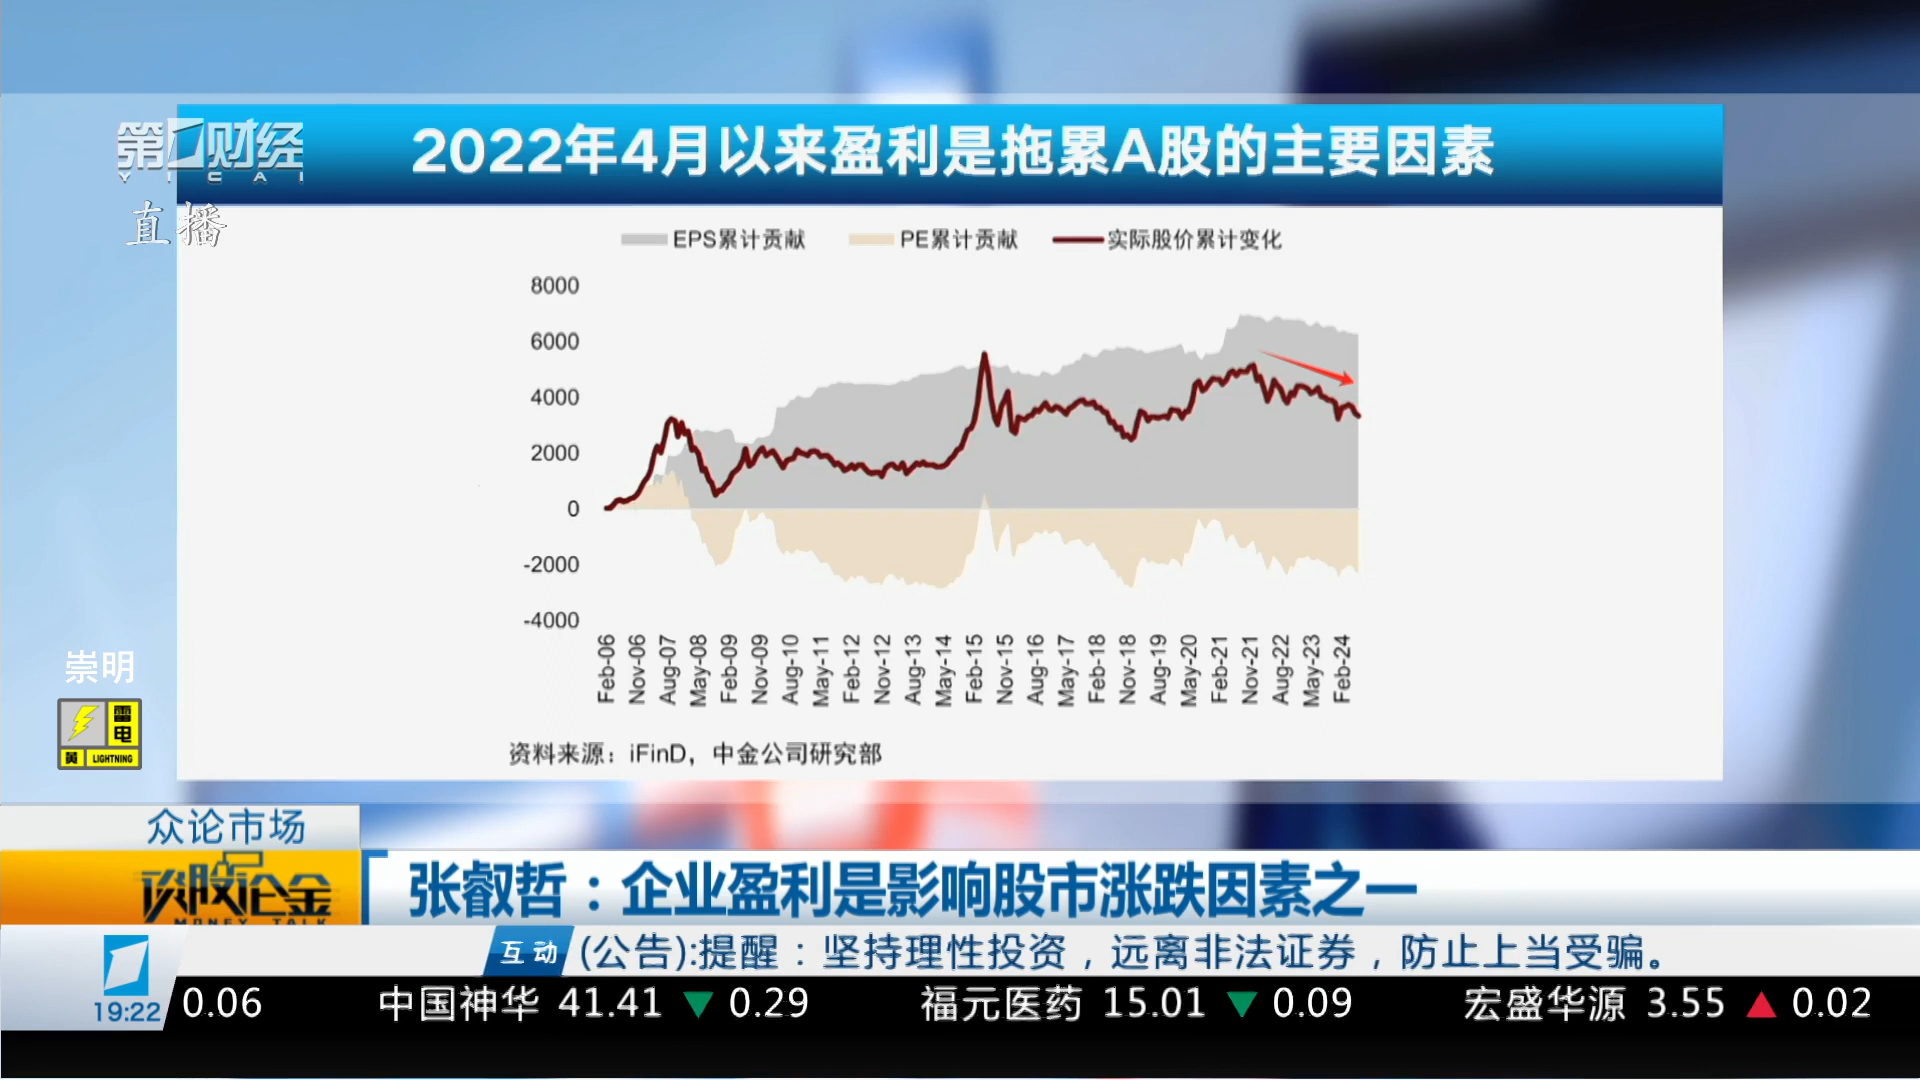 第1财经
YICAI
直播
2022年4月以来盈利是拖累A股的主要因素
EPS累计贡献 PE累计贡献 实际股价累计变化
8000
6000
4000
2000
0
-2000
-4000
Feb-06 Nov-06 Aug-07 May-08 Feb-09 Nov-09 Aug-10 May-11 Feb-12 Nov-12 Aug-13 May-14 Feb-15 Nov-15 Aug-16 May-17 Feb-18 Nov-18 Aug-19 May-20 Feb-21 Nov-21 Aug-22 May-23 Feb-24
资料来源：iFinD，中金公司研究部
崇明
雷电
黄 LIGHTNING
众论市场
谈股论金
MONEY TALK
张叡哲：企业盈利是影响股市涨跌因素之一
互动 (公告):提醒：坚持理性投资，远离非法证券，防止上当受骗。
19:22 0.06 中国神华 41.41 ▼ 0.29 福元医药 15.01 ▼ 0.09 宏盛华源 3.55 ▲ 0.02